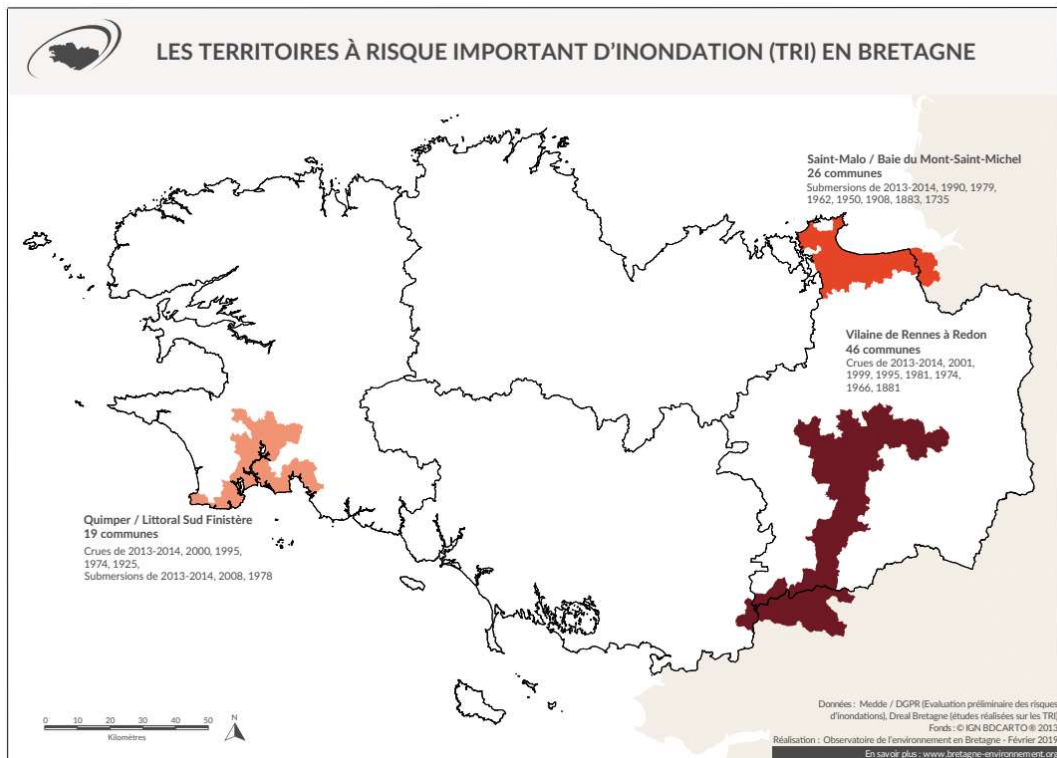 LES TERRITOIRES À RISQUE IMPORTANT D'INONDATION (TRI) EN BRETAGNE
Saint-Malo / Baie du Mont-Saint-Michel
26 communes
Submersions de 2013-2014, 1990, 1979,
1962, 1950, 1908, 1883, 1735
Vilaine de Rennes à Redon
46 communes
Crues de 2013-2014, 2001,
1999, 1995, 1981, 1974,
1966, 1881
Quimper / Littoral Sud Finistère
19 communes
Crues de 2013-2014, 2000, 1995,
1974, 1925,
Submersions de 2013-2014, 2008, 1978
0 10 20 30 40 50
Kilomètres
N
Données : Medde / DGPR (Evaluation préliminaire des risques
d'inondations), Dreal Bretagne (études réalisées sur les TRI)
Fonds : © IGN BDCARTO ® 2013
Réalisation : Observatoire de l'environnement en Bretagne - Février 2019
En savoir plus : www.bretagne-environnement.org